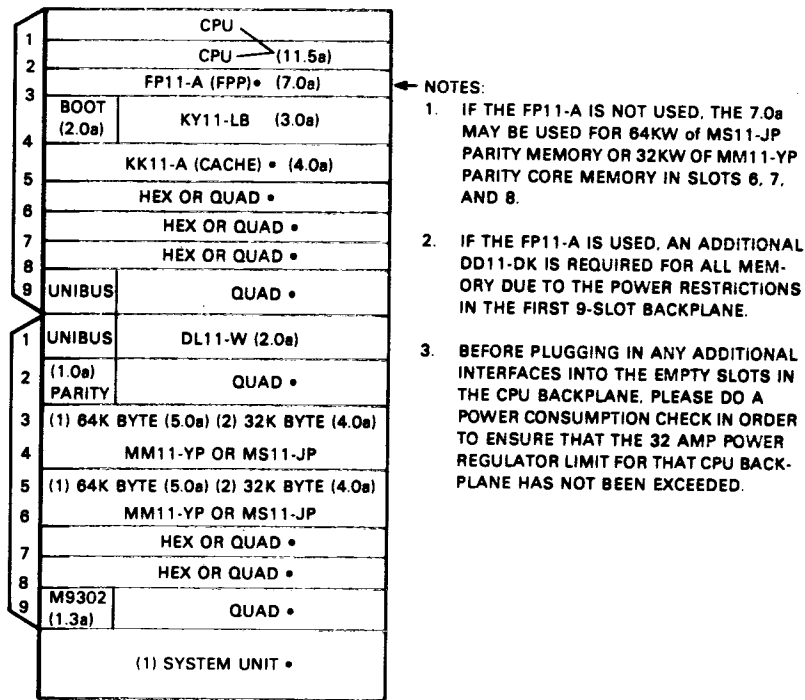 CPU
1
CPU (11.5a)
2
FP11-A (FPP)• (7.0a)
3
BOOT
(2.0a)
KY11-LB (3.0a)
4
KK11-A (CACHE) • (4.0a)
5
HEX OR QUAD •
6
HEX OR QUAD •
7
HEX OR QUAD •
8
9 UNIBUS QUAD •
1 UNIBUS DL11-W (2.0a)
2 (1.0a)
PARITY
QUAD •
3 (1) 64K BYTE (5.0a) (2) 32K BYTE (4.0a)
4 MM11-YP OR MS11-JP
5 (1) 64K BYTE (5.0a) (2) 32K BYTE (4.0a)
6 MM11-YP OR MS11-JP
HEX OR QUAD •
7
HEX OR QUAD •
8
9 M9302
(1.3a)
QUAD •
(1) SYSTEM UNIT •
NOTES:
1. IF THE FP11-A IS NOT USED, THE 7.0a
MAY BE USED FOR 64KW of MS11-JP
PARITY MEMORY OR 32KW OF MM11-YP
PARITY CORE MEMORY IN SLOTS 6, 7,
AND 8.
2. IF THE FP11-A IS USED, AN ADDITIONAL
DD11-DK IS REQUIRED FOR ALL MEM-
ORY DUE TO THE POWER RESTRICTIONS
IN THE FIRST 9-SLOT BACKPLANE.
3. BEFORE PLUGGING IN ANY ADDITIONAL
INTERFACES INTO THE EMPTY SLOTS IN
THE CPU BACKPLANE, PLEASE DO A
POWER CONSUMPTION CHECK IN ORDER
TO ENSURE THAT THE 32 AMP POWER
REGULATOR LIMIT FOR THAT CPU BACK-
PLANE HAS NOT BEEN EXCEEDED.